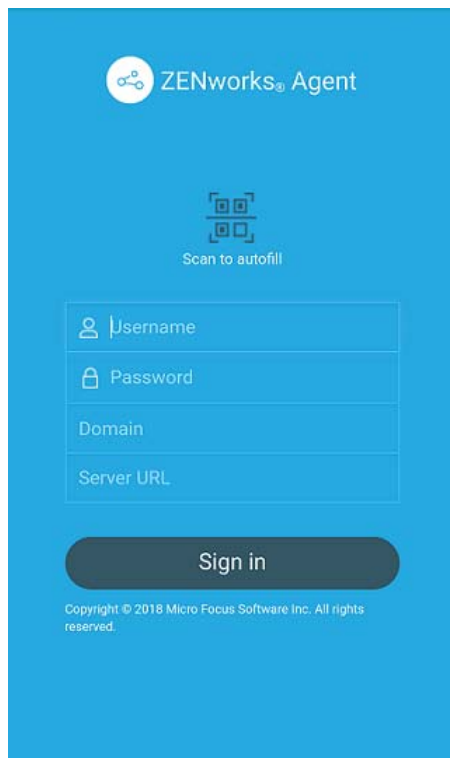 ZENworks® Agent
Scan to autofill
Username
Password
Domain
Server URL
Sign in
Copyright © 2018 Micro Focus Software Inc. All rights
reserved.